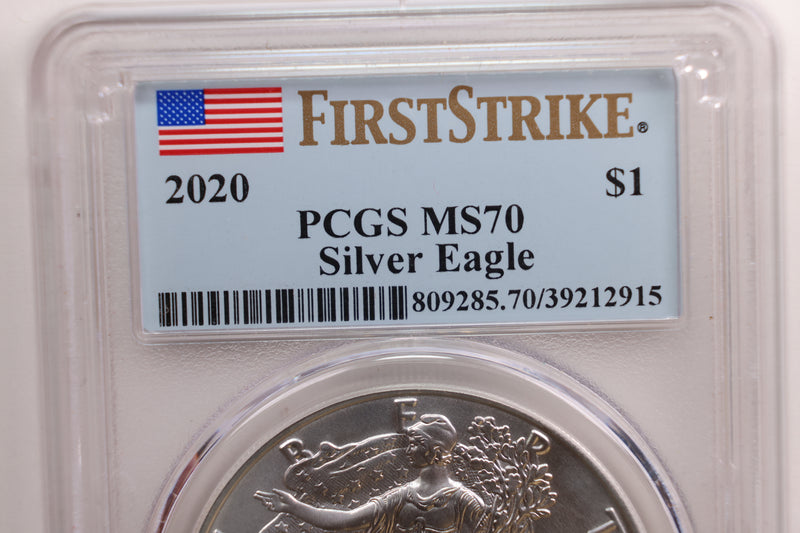 FIRSTSTRIKE®
2020 $1
PCGS MS70
Silver Eagle
809285.70/39212915
B E D